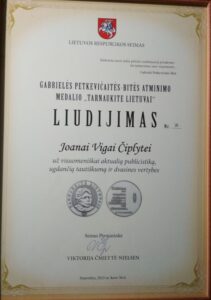 LIETUVOS RESPUBLIKOS SEIMAS
GABRIELĖS PETKEVIČAITĖS-BITĖS ATMINIMO
MEDALIO „TARNAUKITE LIETUVAI“
LIUDIJIMAS
Joanai Vigai Čiplytei
už visuomeniškai aktualią publicistiką,
ugdančią tautiškumą ir dvasines vertybes
Seimo Pirmininkė
VIKTORIJA ČMILYTĖ-NIELSEN